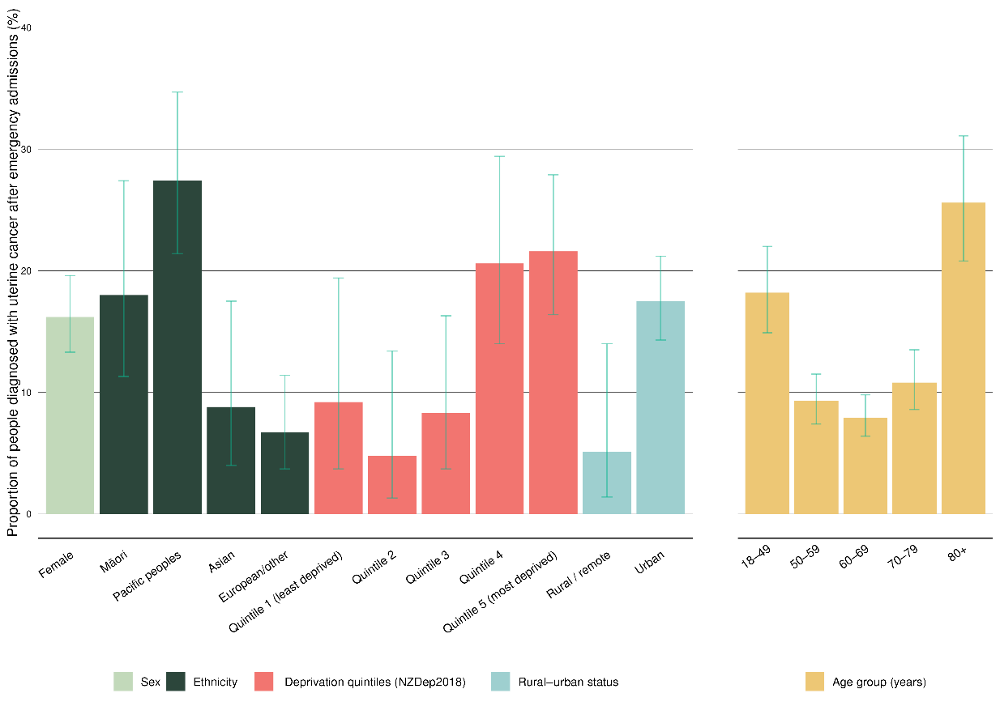 Proportion of people diagnosed with uterine cancer after emergency admissions (%)
40
30
20
10
0
Female
Māori
Pacific peoples
Asian
European/other
Quintile 1 (least deprived)
Quintile 2
Quintile 3
Quintile 4
Quintile 5 (most deprived)
Rural / remote
Urban
18–49
50–59
60–69
70–79
80+
Sex
Ethnicity
Deprivation quintiles (NZDep2018)
Rural–urban status
Age group (years)